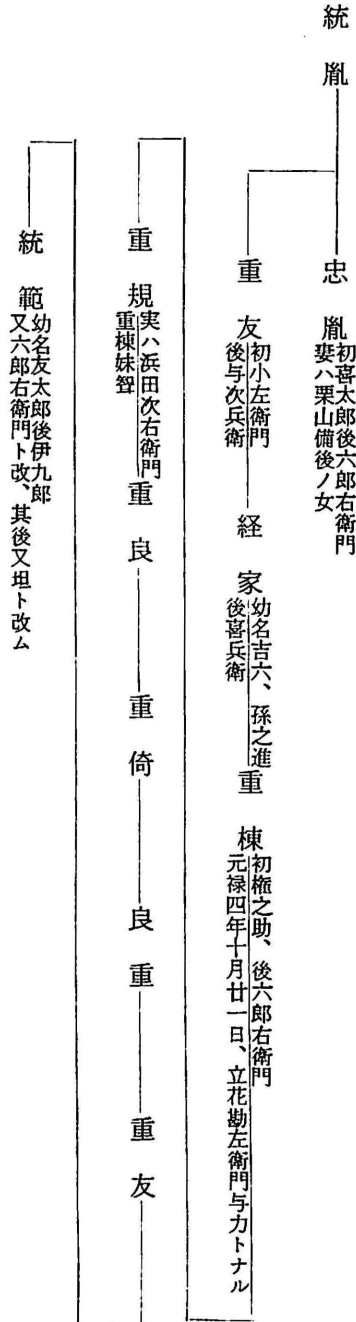 統胤
忠胤
初喜太郎後六郎右衛門
妻ハ栗山備後ノ女
重友
初小左衛門
後与次兵衛
経家
幼名吉六、孫之進
後喜兵衛
重棟
初権之助、後六郎右衛門
元禄四年十月廿一日、立花勘左衛門与力トナル
重規
実ハ浜田次右衛門
重棟妹聟
重良
重倚
良重
重友
統範
幼名友太郎後伊九郎
又六郎右衛門ト改、其後又坦ト改ム